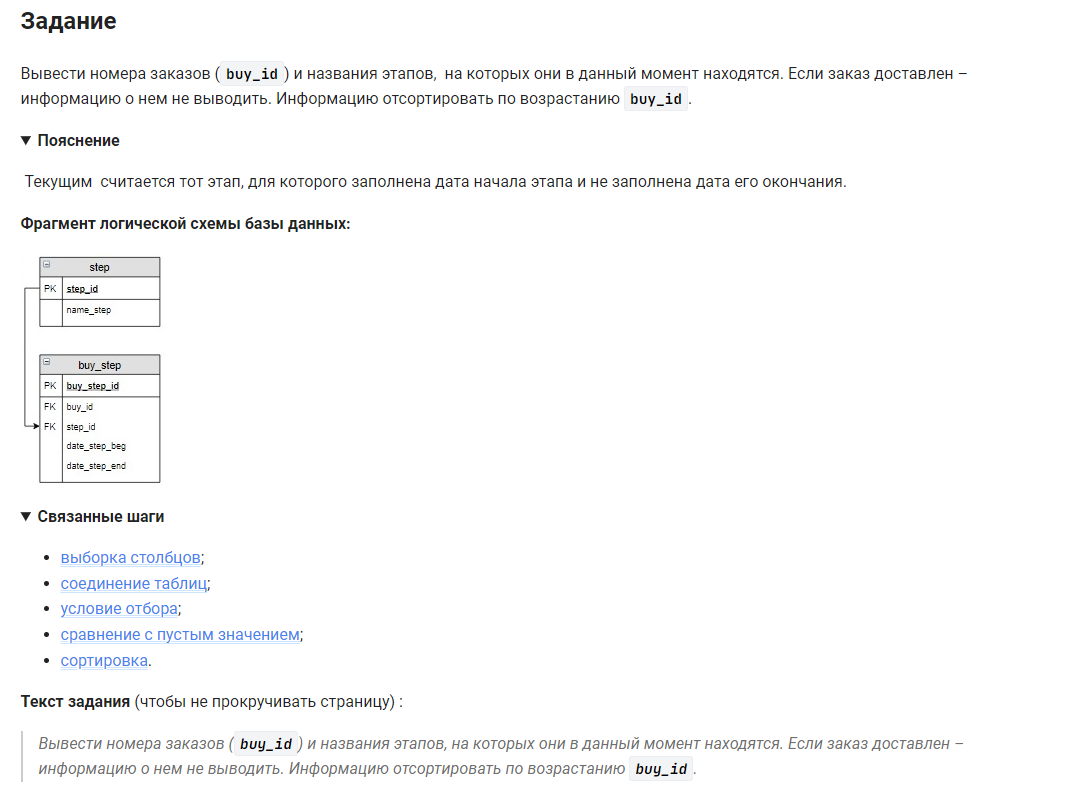 Задание
Вывести номера заказов ( buy_id ) и названия этапов, на которых они в данный момент находятся. Если заказ доставлен –
информацию о нем не выводить. Информацию отсортировать по возрастанию buy_id .
▼ Пояснение
Текущим считается тот этап, для которого заполнена дата начала этапа и не заполнена дата его окончания.
Фрагмент логической схемы базы данных:
step
PK step_id
name_step
buy_step
PK buy_step_id
FK buy_id
FK step_id
date_step_beg
date_step_end
▼ Связанные шаги
• выборка столбцов;
• соединение таблиц;
• условие отбора;
• сравнение с пустым значением;
• сортировка.
Текст задания (чтобы не прокручивать страницу) :
Вывести номера заказов ( buy_id ) и названия этапов, на которых они в данный момент находятся. Если заказ доставлен –
информацию о нем не выводить. Информацию отсортировать по возрастанию buy_id .